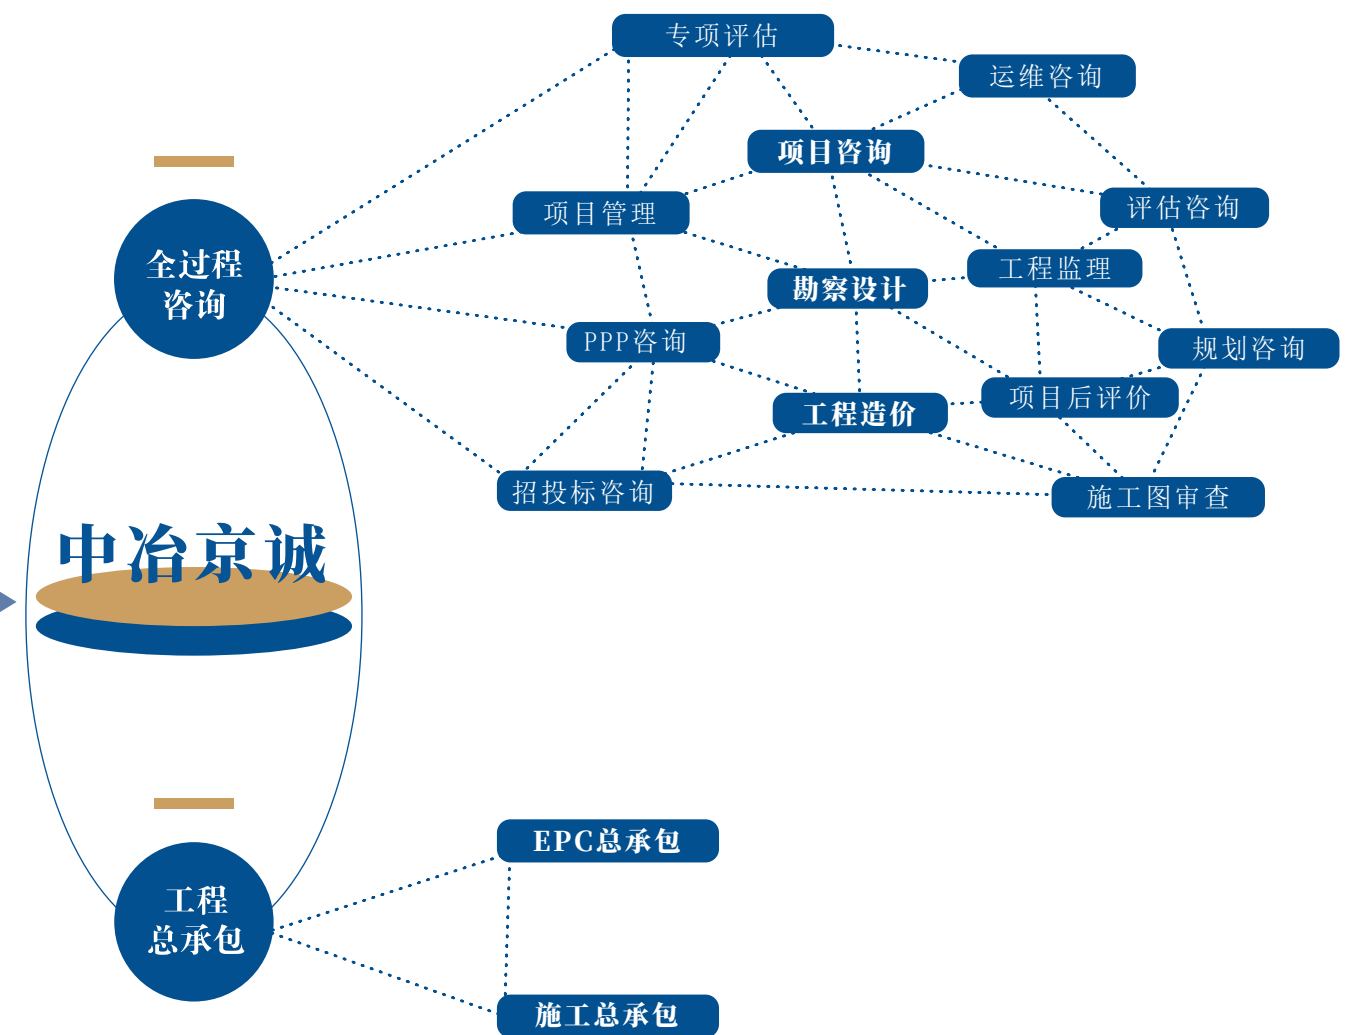 专项评估
运维咨询
项目咨询
项目管理
评估咨询
全过程
咨询
工程监理
勘察设计
PPP咨询
规划咨询
项目后评价
工程造价
招投标咨询
施工图审查
中冶京诚
EPC总承包
工程
总承包
施工总承包